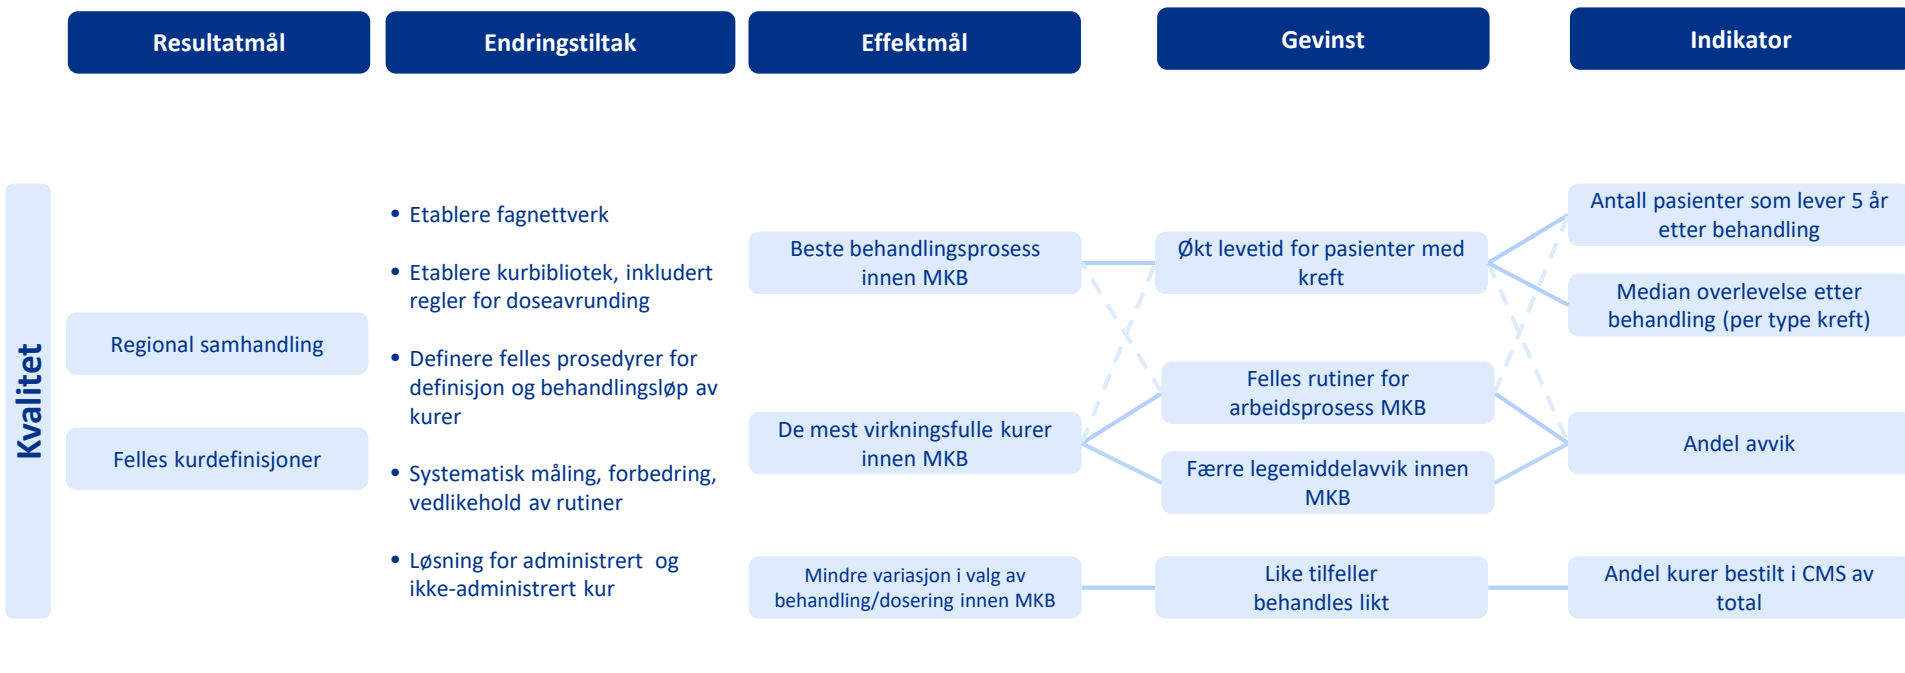 Resultatmål
Endringstiltak
Effektmål
Gevinst
Indikator
Kvalitet
Regional samhandling
Felles kurdefinisjoner
• Etablere fagnettverk
• Etablere kurbibliotek, inkludert
regler for doseavrunding
• Definere felles prosedyrer for
definisjon og behandlingsløp av
kurer
• Systematisk måling, forbedring,
vedlikehold av rutiner
• Løsning for administrert og
ikke-administrert kur
Beste behandlingsprosess
innen MKB
De mest virkningsfulle kurer
innen MKB
Mindre variasjon i valg av
behandling/dosering innen MKB
Økt levetid for pasienter med
kreft
Felles rutiner for
arbeidsprosess MKB
Færre legemiddelavvik innen
MKB
Like tilfeller
behandles likt
Antall pasienter som lever 5 år
etter behandling
Median overlevelse etter
behandling (per type kreft)
Andel avvik
Andel kurer bestilt i CMS av
total